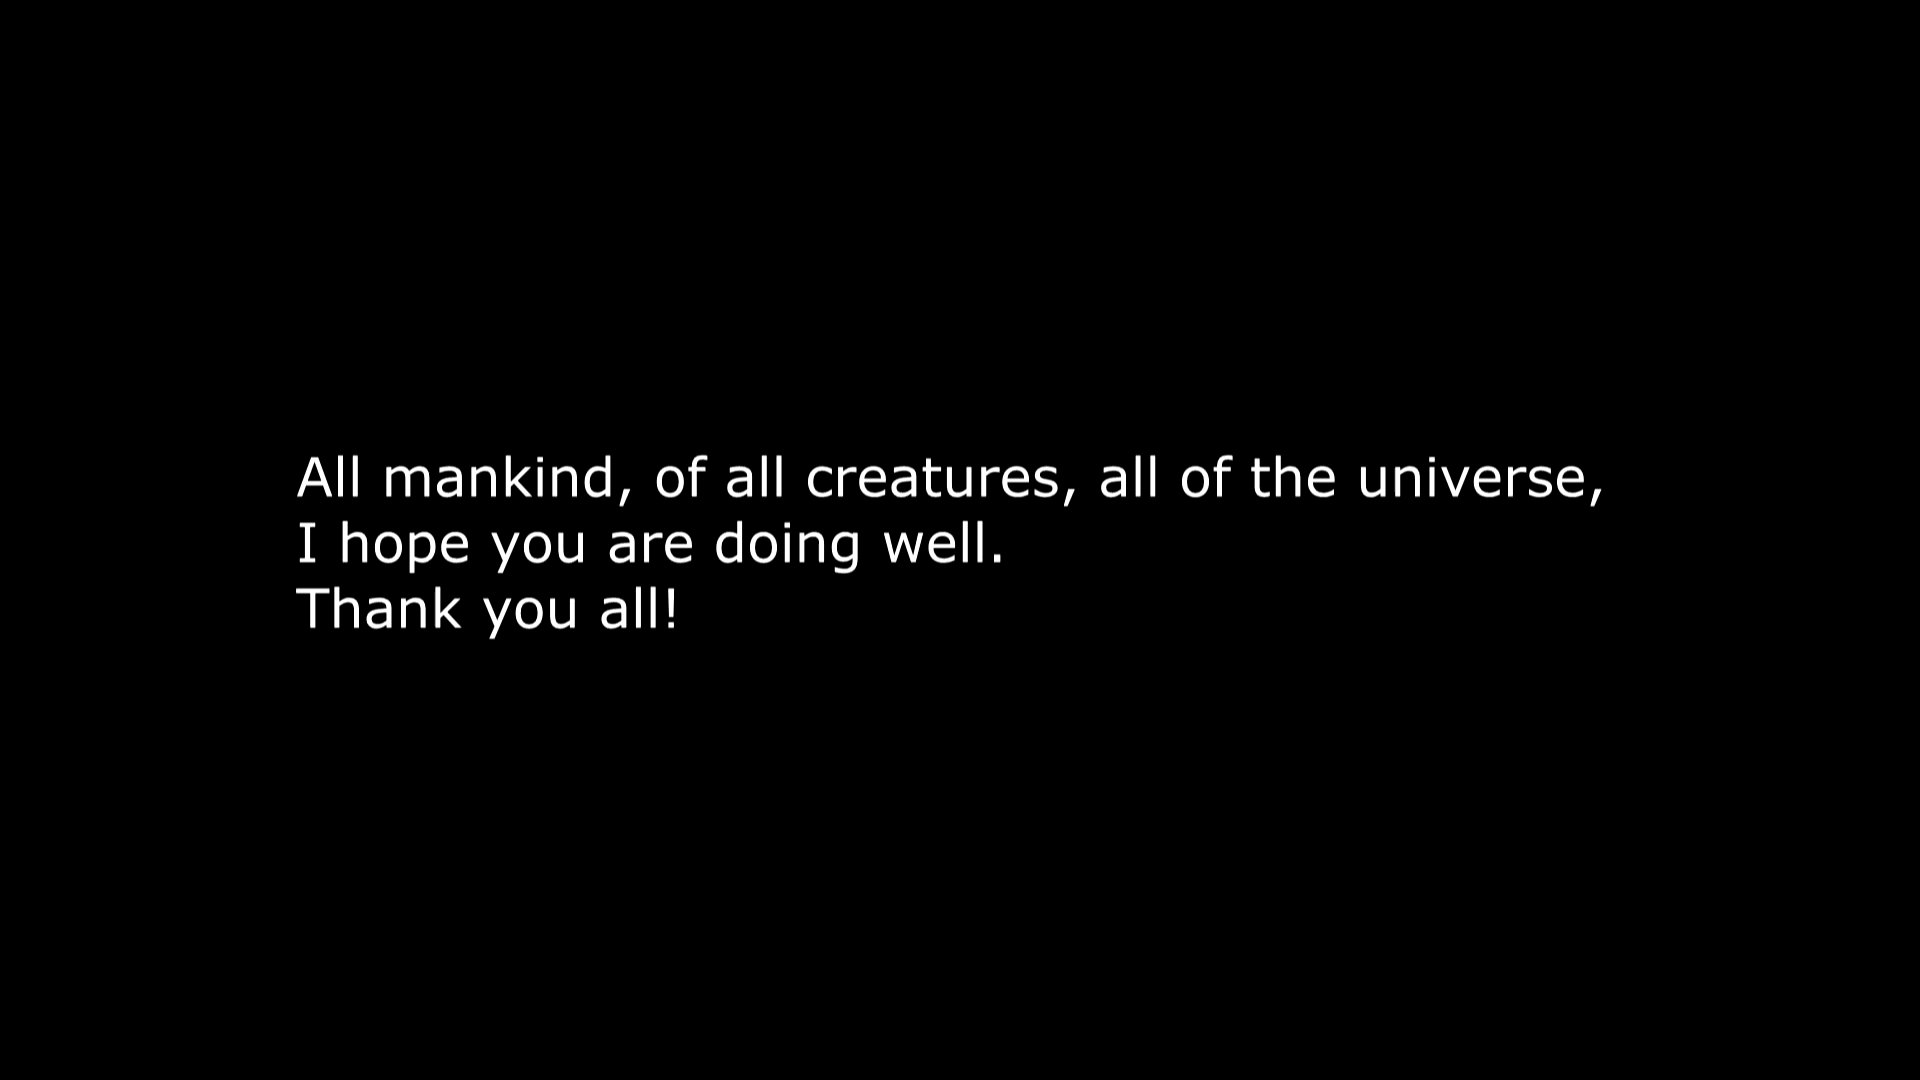 All mankind, of all creatures, all of the universe,
I hope you are doing well.
Thank you all!